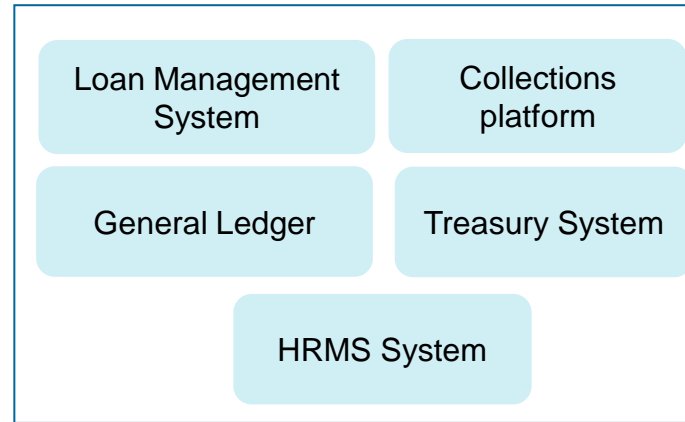 Loan Management
System
Collections
platform
General Ledger
Treasury System
HRMS System